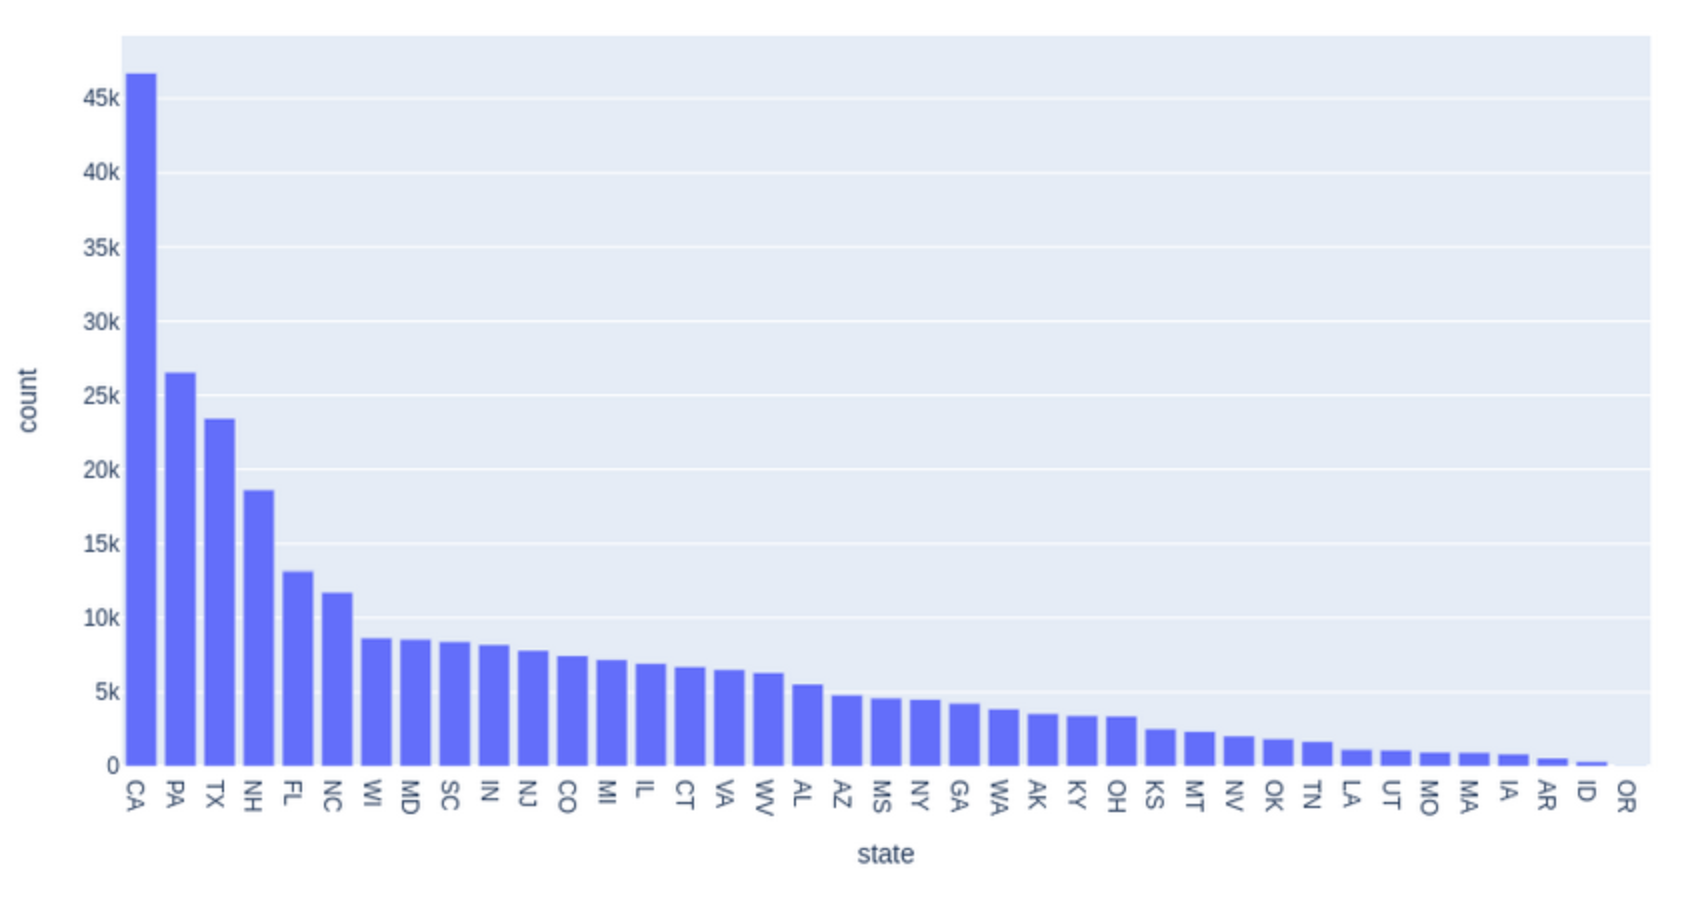 count
45k
40k
35k
30k
25k
20k
15k
10k
5k
0
CA PA TX NH FL NC WI MD SC IN NJ CO MI IL CT VA WV AL AZ MS NY GA WA AK KY OH KS MT NV OK TN LA UT MO MA IA AR ID OR
state